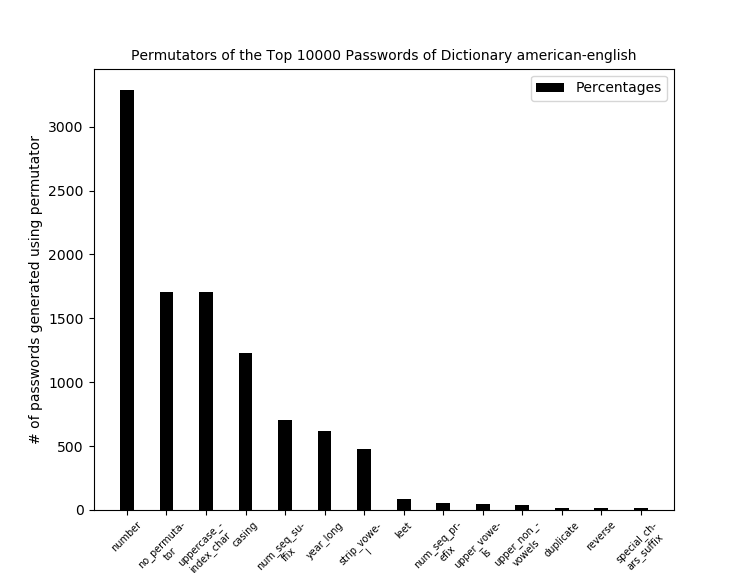 Permutators of the Top 10000 Passwords of Dictionary american-english
Percentages
# of passwords generated using permutator
3000
2500
2000
1500
1000
500
0
number
no_permuta-
tor
uppercase_-
index_char
casing
num_seq_su-
ffix
year_long
strip_vowe-
l
leet
num_seq_pr-
efix
upper_vowe-
ls
upper_non_-
vowels
duplicate
reverse
special_ch-
ars_suffix